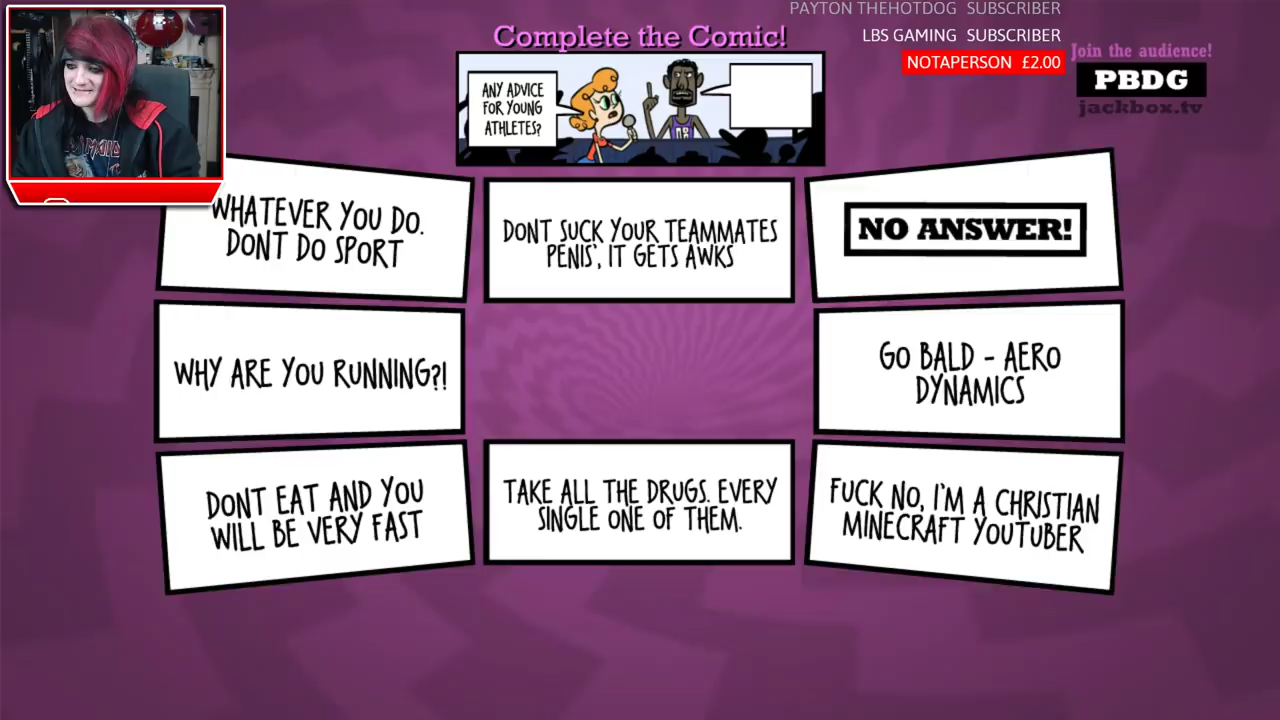 PAYTON THEHOTDOG SUBSCRIBER
LBS GAMING SUBSCRIBER
NOTAPERSON £2.00
Complete the Comic!
Join the audience!
PBDG
jackbox.tv
ANY ADVICE
FOR YOUNG
ATHLETES?
WHATEVER YOU DO.
DONT DO SPORT
DONT SUCK YOUR TEAMMATES
PENIS', IT GETS AWKS
NO ANSWER!
WHY ARE YOU RUNNING?!
GO BALD - AERO
DYNAMICS
DONT EAT AND YOU
WILL BE VERY FAST
TAKE ALL THE DRUGS. EVERY
SINGLE ONE OF THEM.
FUCK NO, I'M A CHRISTIAN
MINECRAFT YOUTUBER